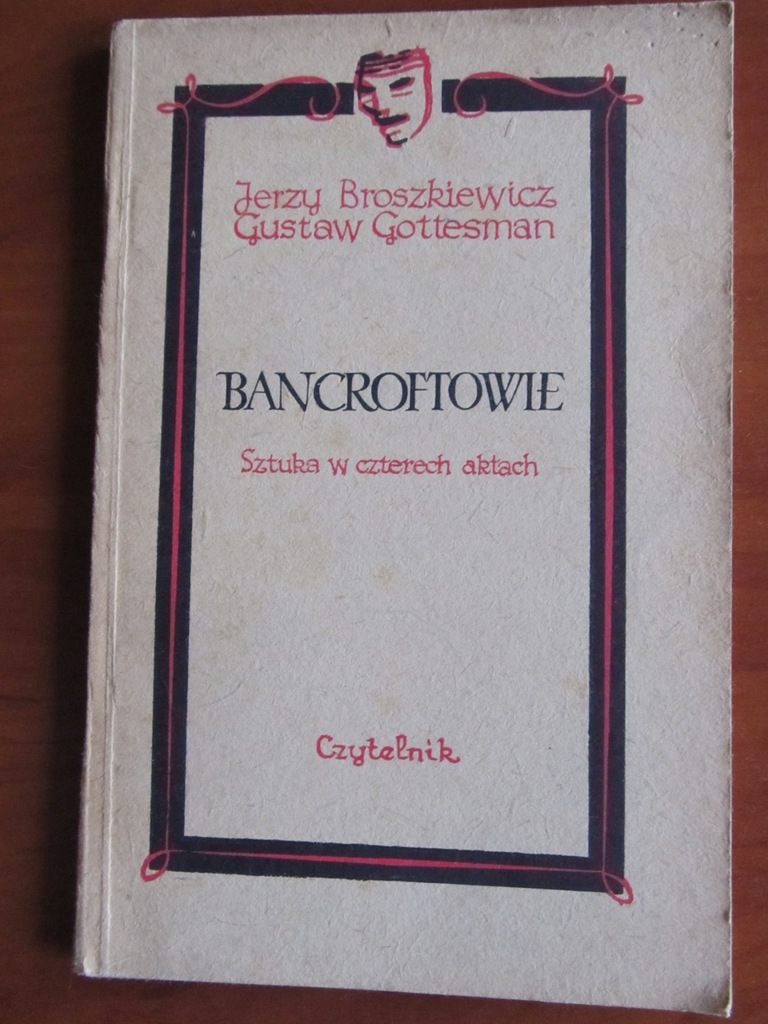 Jerzy Broszkiewicz
Gustaw Gottesman
BANCROFTOWIE
Sztuka w czterech aktach
Czytelnik